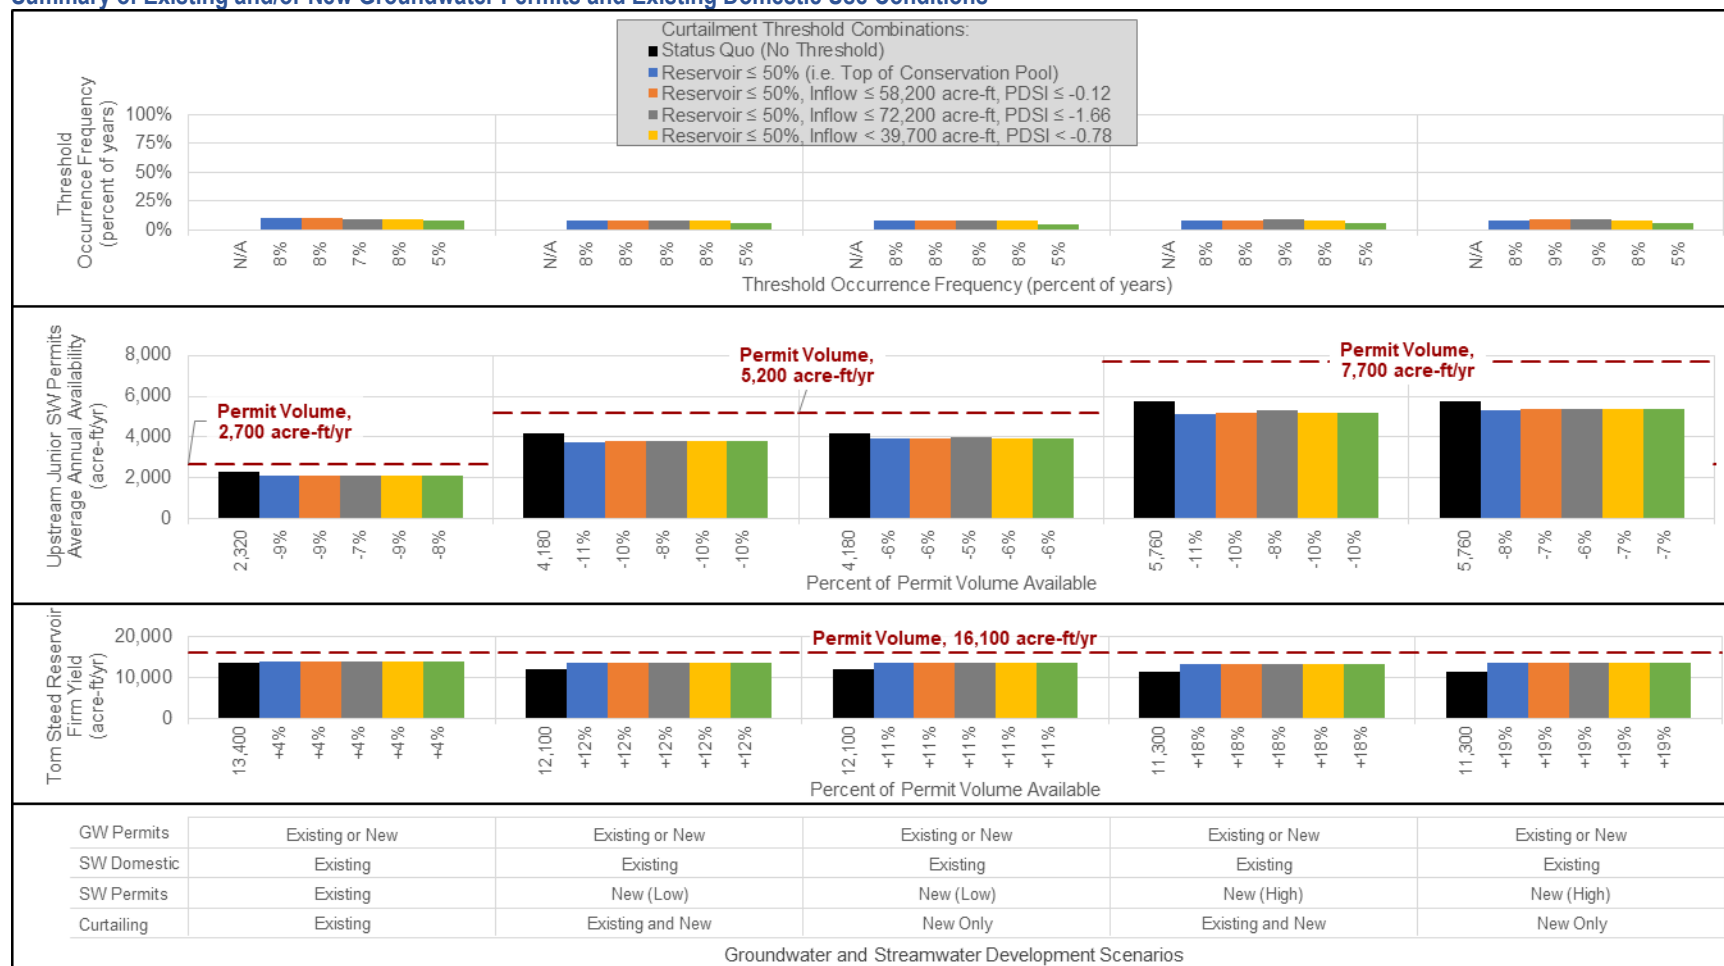 Summary of Existing and/or New Groundwater Permits and Existing Domestic Use Conditions
Curtailment Threshold Combinations:
Status Quo (No Threshold)
Reservoir ≤ 50% (i.e. Top of Conservation Pool)
Reservoir ≤ 50%, Inflow ≤ 58,200 acre-ft, PDSI ≤ -0.12
Reservoir ≤ 50%, Inflow ≤ 72,200 acre-ft, PDSI ≤ -1.66
Reservoir ≤ 50%, Inflow < 39,700 acre-ft, PDSI < -0.78
Threshold
Occurrence Frequency
(percent of years)
100%
75%
50%
25%
0%
N/A 8% 8% 7% 8% 5% N/A 8% 8% 8% 8% 5% N/A 8% 8% 8% 8% 5% N/A 8% 8% 9% 8% 5% N/A 8% 9% 9% 8% 5%
Threshold Occurrence Frequency (percent of years)
Upstream Junior SW Permits
Average Annual Availability
(acre-ft/yr)
8,000
6,000
4,000
2,000
0
Permit Volume,
2,700 acre-ft/yr
Permit Volume,
5,200 acre-ft/yr
Permit Volume,
7,700 acre-ft/yr
2,320 -9% -9% -7% -9% -8% 4,180 -11% -10% -8% -10% -10% 4,180 -6% -6% -5% -6% -6% 5,760 -11% -10% -8% -10% -10% 5,760 -8% -7% -6% -7% -7%
Percent of Permit Volume Available
Tom Steed Reservoir
Firm Yield
(acre-ft/yr)
20,000
10,000
0
Permit Volume, 16,100 acre-ft/yr
13,400 +4% +4% +4% +4% +4% 12,100 +12% +12% +12% +12% +12% 12,100 +11% +11% +11% +11% +11% 11,300 +18% +18% +18% +18% +18% 11,300 +19% +19% +19% +19% +19%
Percent of Permit Volume Available
GW Permits Existing or New Existing or New Existing or New Existing or New Existing or New
SW Domestic Existing Existing Existing Existing Existing
SW Permits Existing New (Low) New (Low) New (High) New (High)
Curtailing Existing Existing and New New Only Existing and New New Only
Groundwater and Streamwater Development Scenarios